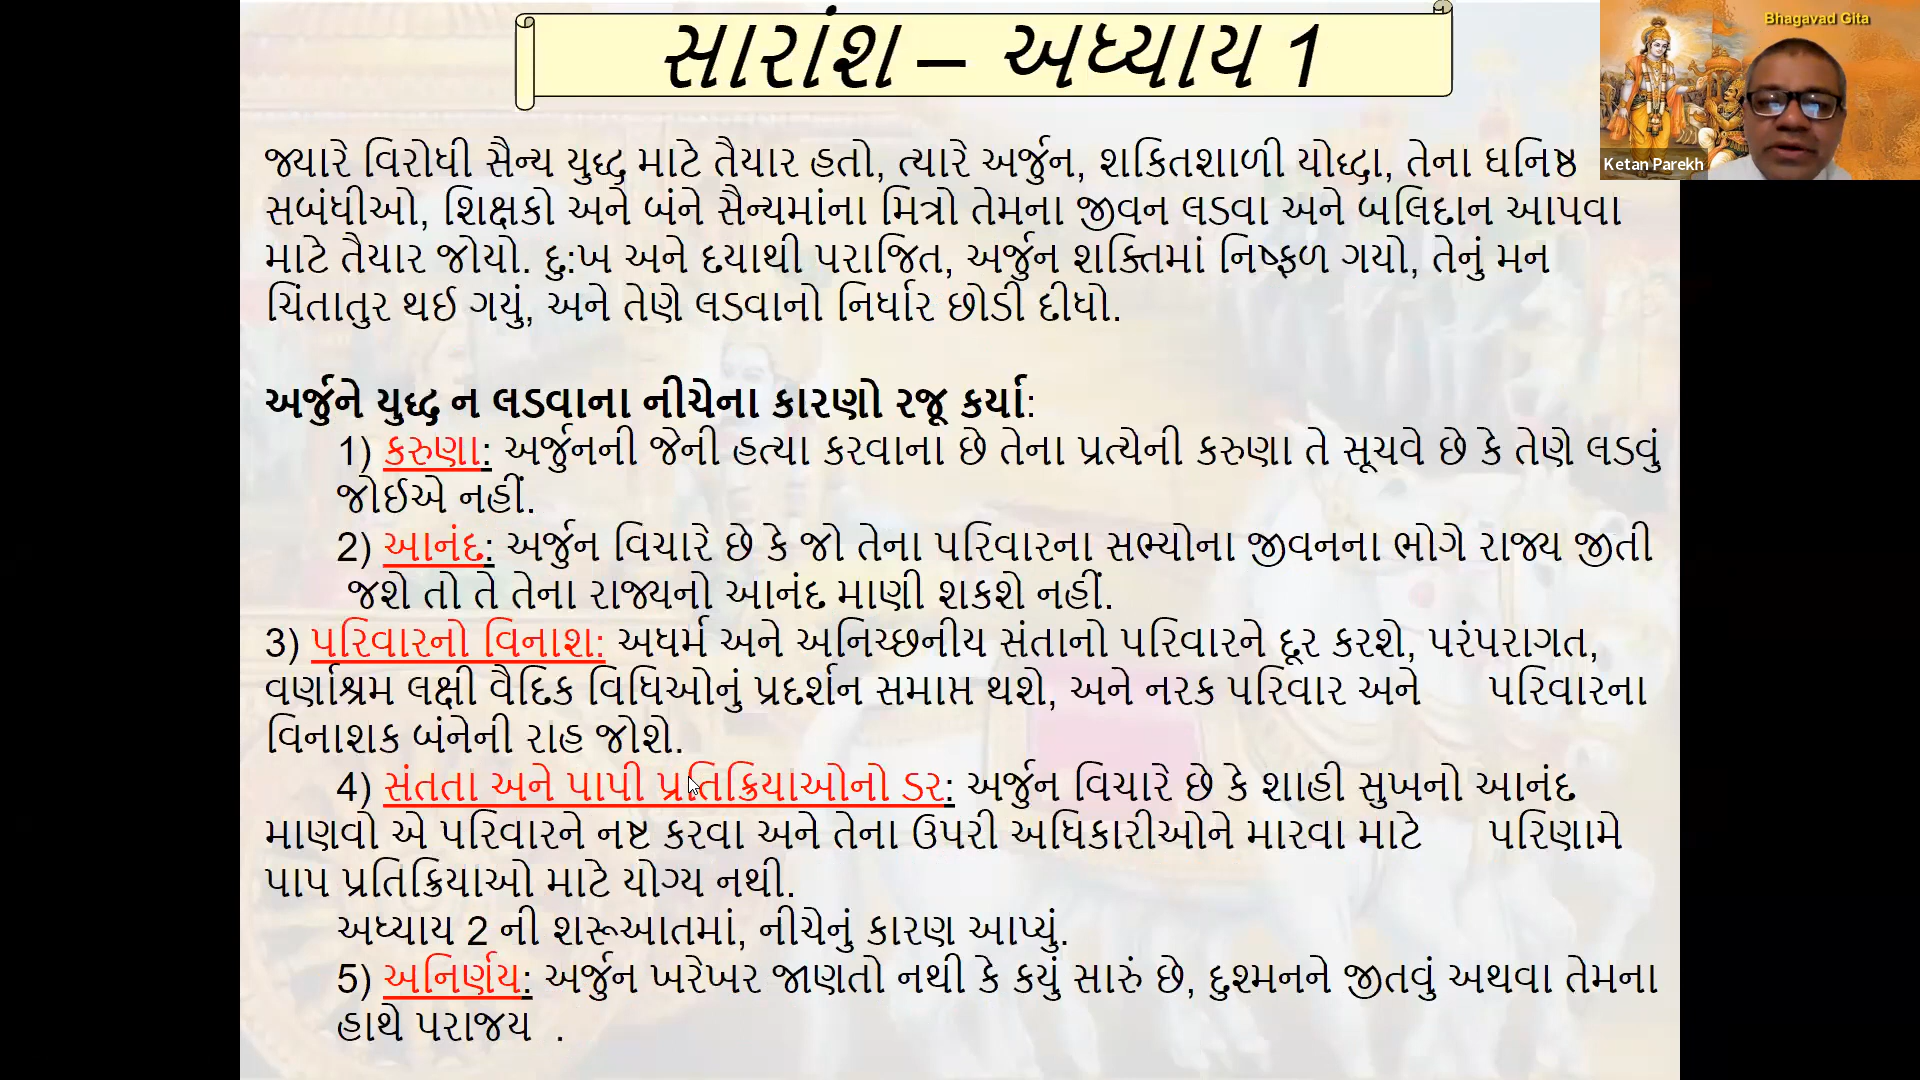 સારાંશ – અધ્યાય 1
Bhagavad Gita
Ketan Parekh
જ્યારે વિરોધી સૈન્ય યુદ્ધ માટે તૈયાર હતો, ત્યારે અર્જુન, શકિતશાળી યોદ્ધા, તેના ઘનિષ્ઠ
સબંધીઓ, શિક્ષકો અને બંને સૈન્યમાંના મિત્રો તેમના જીવન લડવા અને બલિદાન આપવા
માટે તૈયાર જોયો. દુ:ખ અને દયાથી પરાજિત, અર્જુન શક્તિમાં નિષ્ફળ ગયો, તેનું મન
ચિંતાતુર થઈ ગયું, અને તેણે લડવાનો નિર્ધાર છોડી દીધો.
અર્જુને યુદ્ધ ન લડવાના નીચેના કારણો રજૂ કર્યા:
1) કરુણા: અર્જુનની જેની હત્યા કરવાના છે તેના પ્રત્યેની કરુણા તે સૂચવે છે કે તેણે લડવું
જોઈએ નહીં.
2) આનંદ: અર્જુન વિચારે છે કે જો તેના પરિવારના સભ્યોના જીવનના ભોગે રાજ્ય જીતી
જશે તો તે તેના રાજ્યનો આનંદ માણી શકશે નહીં.
3) પરિવારનો વિનાશ: અધર્મ અને અનિચ્છનીય સંતાનો પરિવારને દૂર કરશે, પરંપરાગત,
વર્ણાશ્રમ લક્ષી વૈદિક વિધિઓનું પ્રદર્શન સમાપ્ત થશે, અને નરક પરિવાર અને પરિવારના
વિનાશક બંનેની રાહ જોશે.
4) સંતતા અને પાપી પ્રતિક્રિયાઓનો ડર: અર્જુન વિચારે છે કે શાહી સુખનો આનંદ
માણવો એ પરિવારને નષ્ટ કરવા અને તેના ઉપરી અધિકારીઓને મારવા માટે પરિણામે
પાપ પ્રતિક્રિયાઓ માટે યોગ્ય નથી.
અધ્યાય 2 ની શરૂઆતમાં, નીચેનું કારણ આપ્યું.
5) અનિર્ણય: અર્જુન ખરેખર જાણતો નથી કે કયું સારું છે, દુશ્મનને જીતવું અથવા તેમના
હાથે પરાજય .